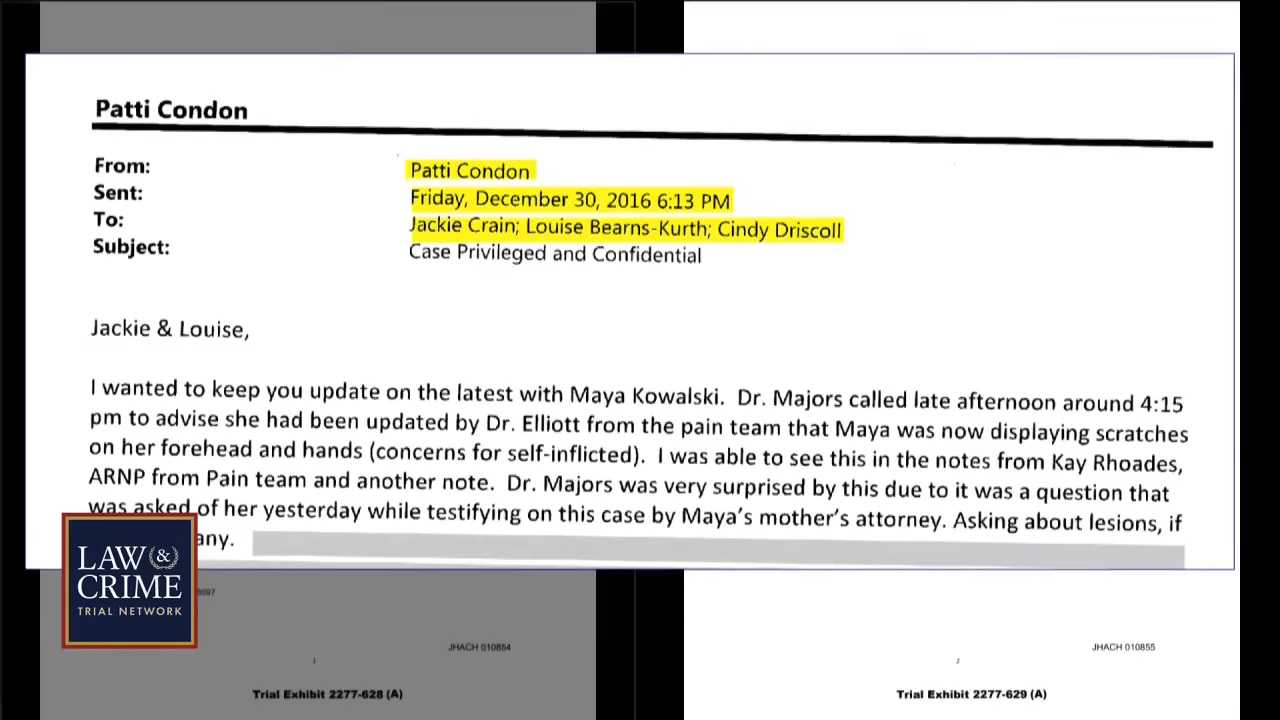 Patti Condon
From: Patti Condon
Sent: Friday, December 30, 2016 6:13 PM
To: Jackie Crain; Louise Bearns-Kurth; Cindy Driscoll
Subject: Case Privileged and Confidential
Jackie & Louise,
I wanted to keep you update on the latest with Maya Kowalski. Dr. Majors called late afternoon around 4:15
pm to advise she had been updated by Dr. Elliott from the pain team that Maya was now displaying scratches
on her forehead and hands (concerns for self-inflicted). I was able to see this in the notes from Kay Rhoades,
ARNP from Pain team and another note. Dr. Majors was very surprised by this due to it was a question that
was asked of her yesterday while testifying on this case by Maya's mother's attorney. Asking about lesions, if
any.
LAW &
CRIME
TRIAL NETWORK
JHACH 010854
1
Trial Exhibit 2277-628 (A)
JHACH 010855
2
Trial Exhibit 2277-629 (A)